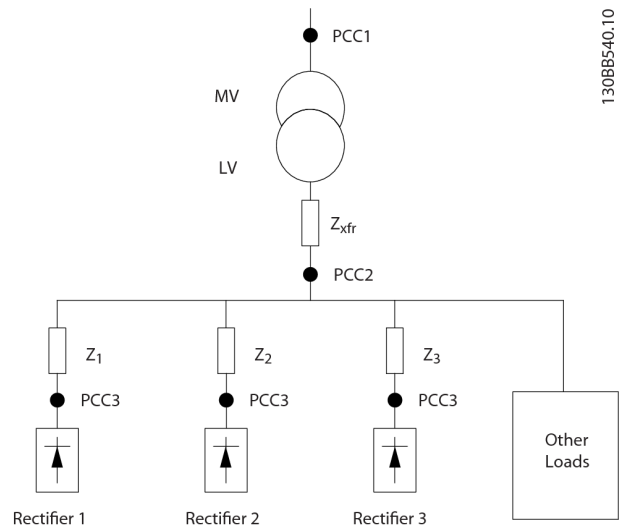 PCC1
130BB540.10
MV
LV
Zxfr
PCC2
Z1
Z2
Z3
PCC3
PCC3
PCC3
Other
Loads
Rectifier 1
Rectifier 2
Rectifier 3